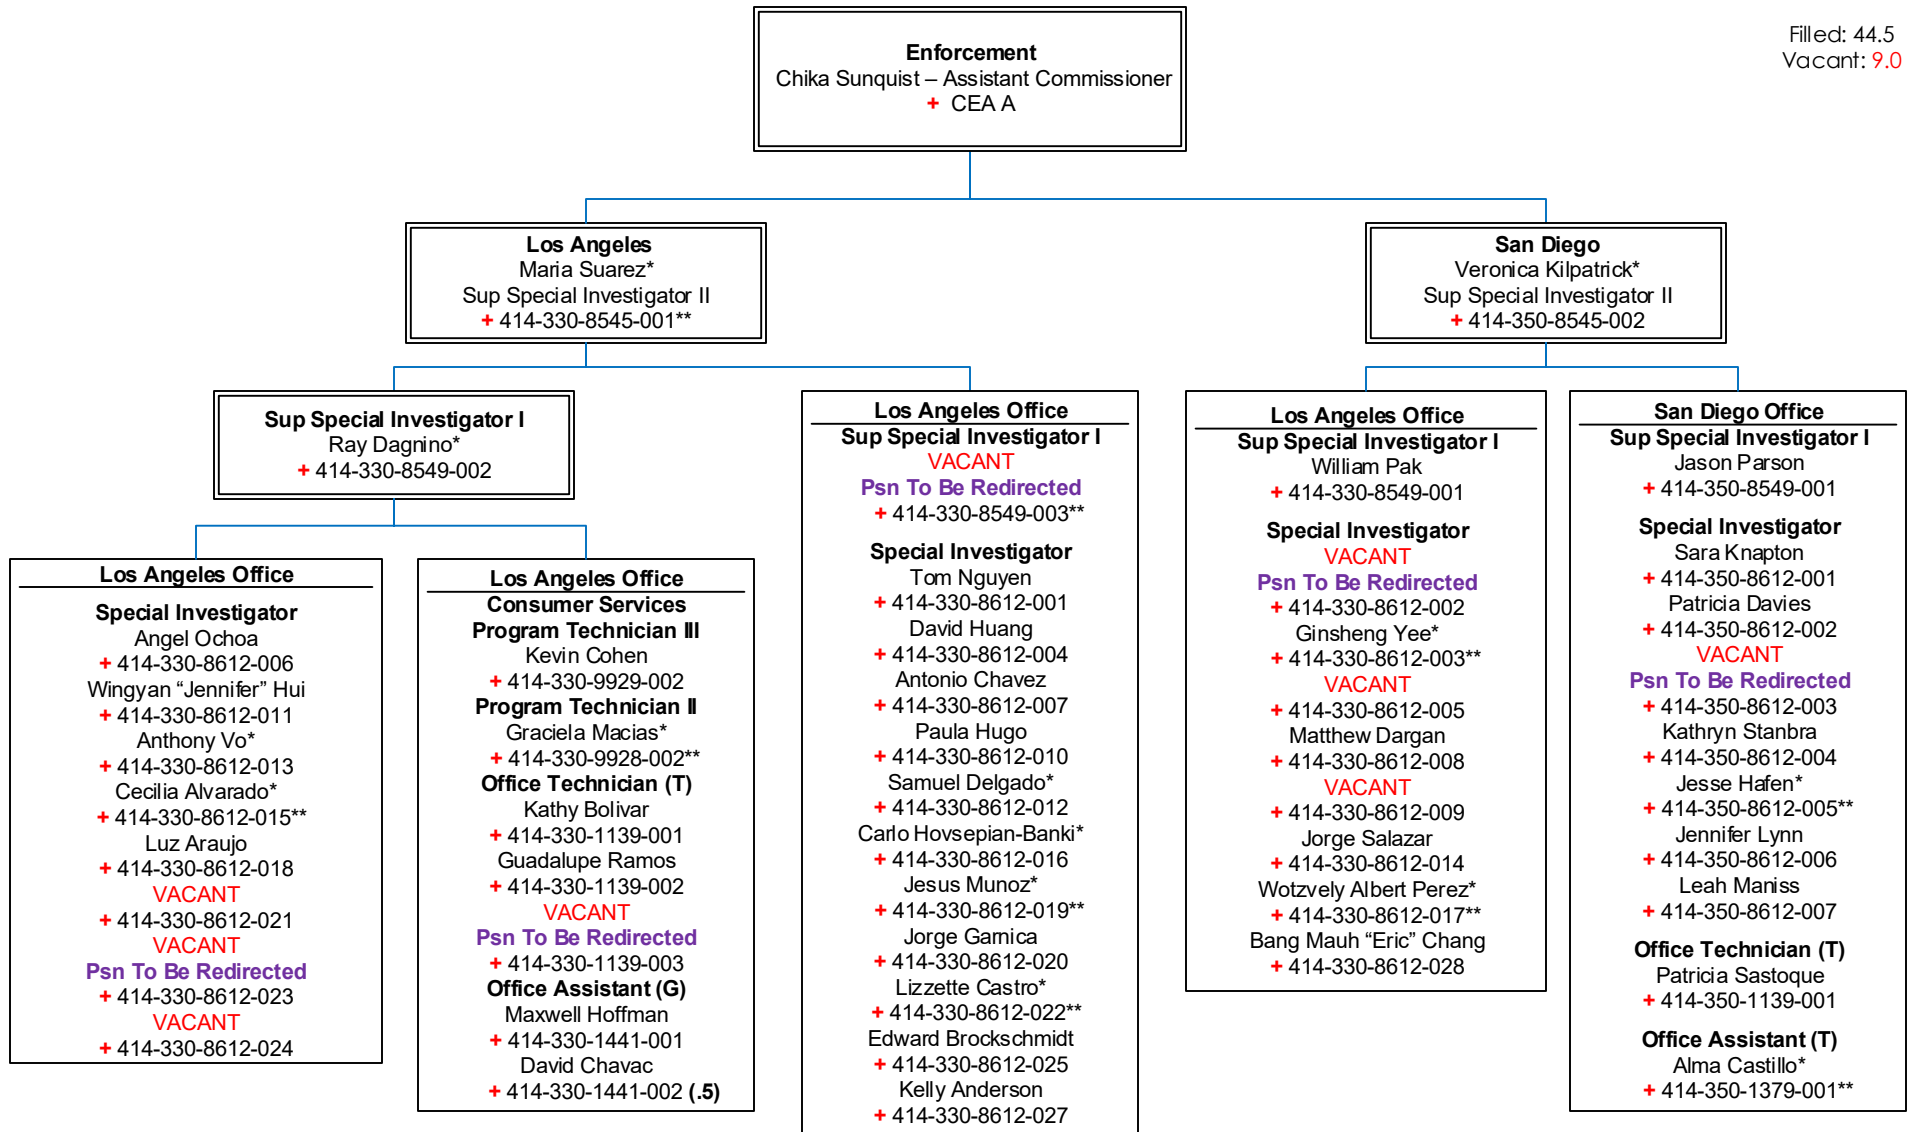 Filled: 44.5
Vacant: 9.0
Enforcement
Chika Sunquist – Assistant Commissioner
+ CEA A
Los Angeles
Maria Suarez*
Sup Special Investigator II
+ 414-330-8545-001**
San Diego
Veronica Kilpatrick*
Sup Special Investigator II
+ 414-350-8545-002
Sup Special Investigator I
Ray Dagnino*
+ 414-330-8549-002
Los Angeles Office
Special Investigator
Angel Ochoa
+ 414-330-8612-006
Wingyan “Jennifer” Hui
+ 414-330-8612-011
Anthony Vo*
+ 414-330-8612-013
Cecilia Alvarado*
+ 414-330-8612-015**
Luz Araujo
+ 414-330-8612-018
VACANT
+ 414-330-8612-021
VACANT
Psn To Be Redirected
+ 414-330-8612-023
VACANT
+ 414-330-8612-024
Los Angeles Office
Consumer Services
Program Technician III
Kevin Cohen
+ 414-330-9929-002
Program Technician II
Graciela Macias*
+ 414-330-9928-002**
Office Technician (T)
Kathy Bolivar
+ 414-330-1139-001
Guadalupe Ramos
+ 414-330-1139-002
VACANT
Psn To Be Redirected
+ 414-330-1139-003
Office Assistant (G)
Maxwell Hoffman
+ 414-330-1441-001
David Chavac
+ 414-330-1441-002 (.5)
Los Angeles Office
Sup Special Investigator I
VACANT
Psn To Be Redirected
+ 414-330-8549-003**
Special Investigator
Tom Nguyen
+ 414-330-8612-001
David Huang
+ 414-330-8612-004
Antonio Chavez
+ 414-330-8612-007
Paula Hugo
+ 414-330-8612-010
Samuel Delgado*
+ 414-330-8612-012
Carlo Hovsepian-Banki*
+ 414-330-8612-016
Jesus Munoz*
+ 414-330-8612-019**
Jorge Garnica
+ 414-330-8612-020
Lizzette Castro*
+ 414-330-8612-022**
Edward Brockschmidt
+ 414-330-8612-025
Kelly Anderson
+ 414-330-8612-027
Los Angeles Office
Sup Special Investigator I
William Pak
+ 414-330-8549-001
Special Investigator
VACANT
Psn To Be Redirected
+ 414-330-8612-002
Ginsheng Yee*
+ 414-330-8612-003**
VACANT
+ 414-330-8612-005
Matthew Dargan
+ 414-330-8612-008
VACANT
+ 414-330-8612-009
Jorge Salazar
+ 414-330-8612-014
Wotzvely Albert Perez*
+ 414-330-8612-017**
Bang Mauh “Eric” Chang
+ 414-330-8612-028
San Diego Office
Sup Special Investigator I
Jason Parson
+ 414-350-8549-001
Special Investigator
Sara Knapton
+ 414-350-8612-001
Patricia Davies
+ 414-350-8612-002
VACANT
Psn To Be Redirected
+ 414-350-8612-003
Kathryn Stanbra
+ 414-350-8612-004
Jesse Hafen*
+ 414-350-8612-005**
Jennifer Lynn
+ 414-350-8612-006
Leah Maniss
+ 414-350-8612-007
Office Technician (T)
Patricia Sastoque
+ 414-350-1139-001
Office Assistant (T)
Alma Castillo*
+ 414-350-1379-001**